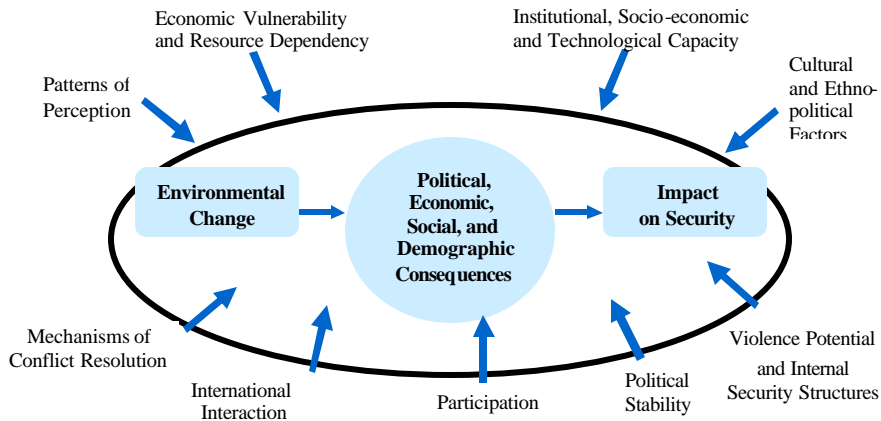 Economic Vulnerability
and Resource Dependency
Institutional, Socio-economic
and Technological Capacity
Patterns of
Perception
Cultural
and Ethno-
political
Factors
Environmental
Change
Political,
Economic,
Social, and
Demographic
Consequences
Impact
on Security
Mechanisms of
Conflict Resolution
International
Interaction
Participation
Political
Stability
Violence Potential
and Internal
Security Structures